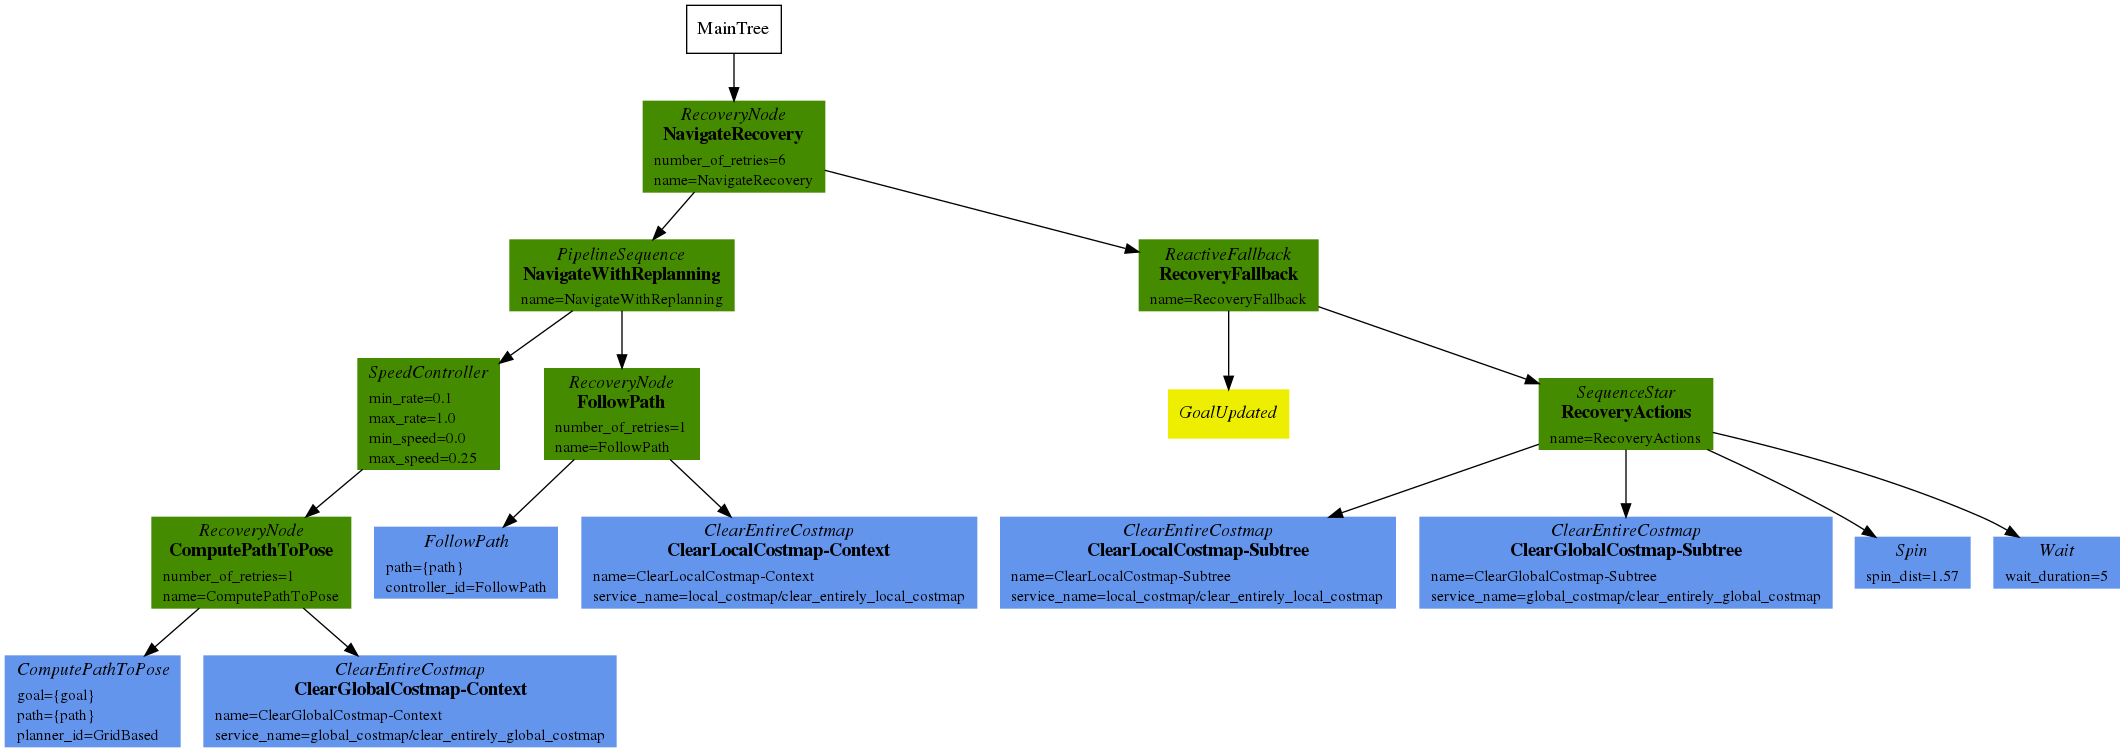 MainTree
RecoveryNode
NavigateRecovery
number_of_retries=6
name=NavigateRecovery
PipelineSequence
NavigateWithReplanning
name=NavigateWithReplanning
ReactiveFallback
RecoveryFallback
name=RecoveryFallback
SpeedController
min_rate=0.1
max_rate=1.0
min_speed=0.0
max_speed=0.25
RecoveryNode
FollowPath
number_of_retries=1
name=FollowPath
GoalUpdated
SequenceStar
RecoveryActions
name=RecoveryActions
RecoveryNode
ComputePathToPose
number_of_retries=1
name=ComputePathToPose
FollowPath
path={path}
controller_id=FollowPath
ClearEntireCostmap
ClearLocalCostmap-Context
name=ClearLocalCostmap-Context
service_name=local_costmap/clear_entirely_local_costmap
ClearEntireCostmap
ClearLocalCostmap-Subtree
name=ClearLocalCostmap-Subtree
service_name=local_costmap/clear_entirely_local_costmap
ClearEntireCostmap
ClearGlobalCostmap-Subtree
name=ClearGlobalCostmap-Subtree
service_name=global_costmap/clear_entirely_global_costmap
Spin
spin_dist=1.57
Wait
wait_duration=5
ComputePathToPose
goal={goal}
path={path}
planner_id=GridBased
ClearEntireCostmap
ClearGlobalCostmap-Context
name=ClearGlobalCostmap-Context
service_name=global_costmap/clear_entirely_global_costmap